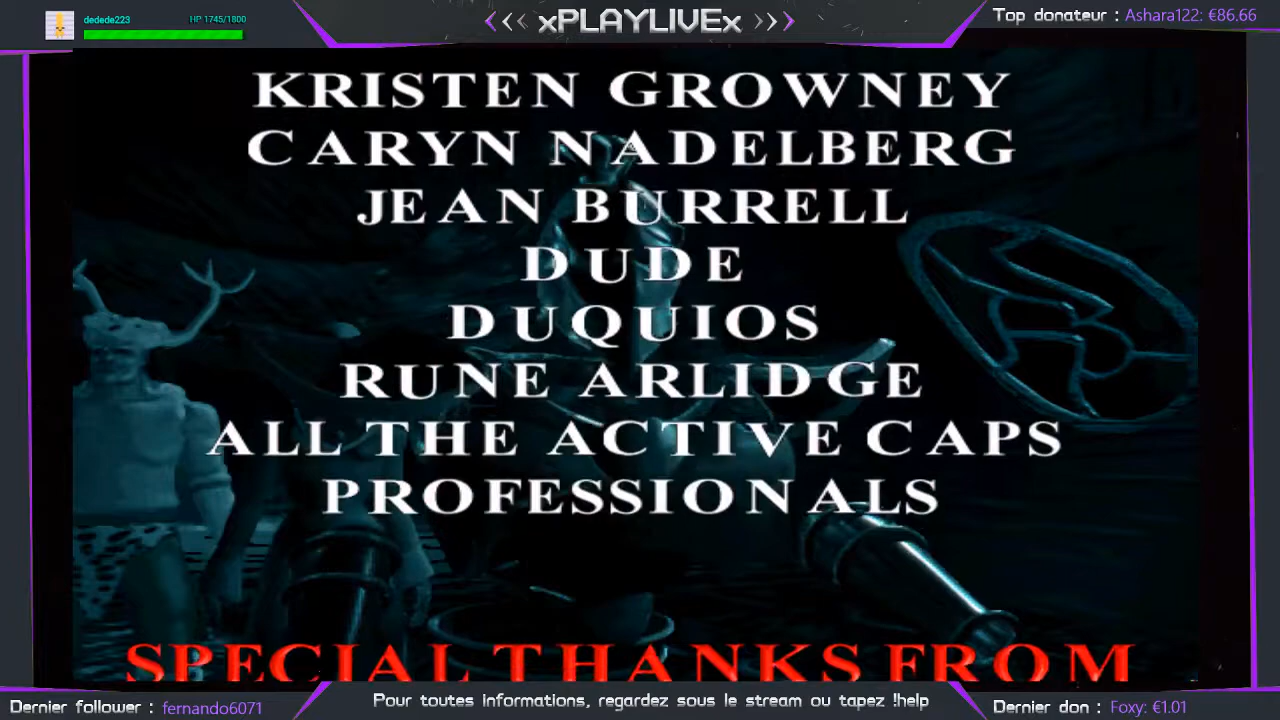 dedede223 HP 1745/1800
xPLAYLIVEx
Top donateur : Ashara122: €86.66
KRISTEN GROWNEY
CARYN NADELBERG
JEAN BURRELL
DUDE
DUQUIOS
RUNE ARLIDGE
ALL THE ACTIVE CAPS
PROFESSIONALS
SPECIAL THANKS FROM
Dernier follower : fernando6071
Pour toutes informations, regardez sous le stream ou tapez !help
Dernier don : Foxy: €1.01